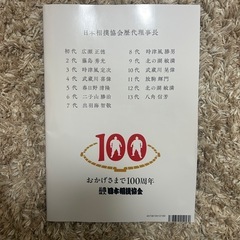 日本相撲協会歴代理事長
初代 広瀬 正徳
2代 藤島 秀光
3代 時津風 定次
4代 武蔵川 喜偉
5代 春日野 清隆
6代 二子山 勝治
7代 出羽海 智敬
8代 時津風 勝男
9代 北の湖 敏満
10代 武蔵川 晃偉
11代 放駒 輝門
12代 北の湖 敏満
13代 八角 信芳
100
おかげさまで100周年
日本相撲協会